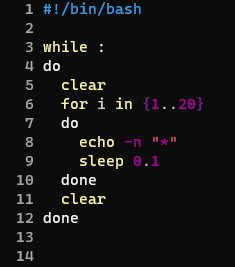 1 #!/bin/bash
2
3 while :
4 do
5   clear
6   for i in {1..20}
7   do
8     echo -n "*"
9     sleep 0.1
10   done
11   clear
12 done
13
14